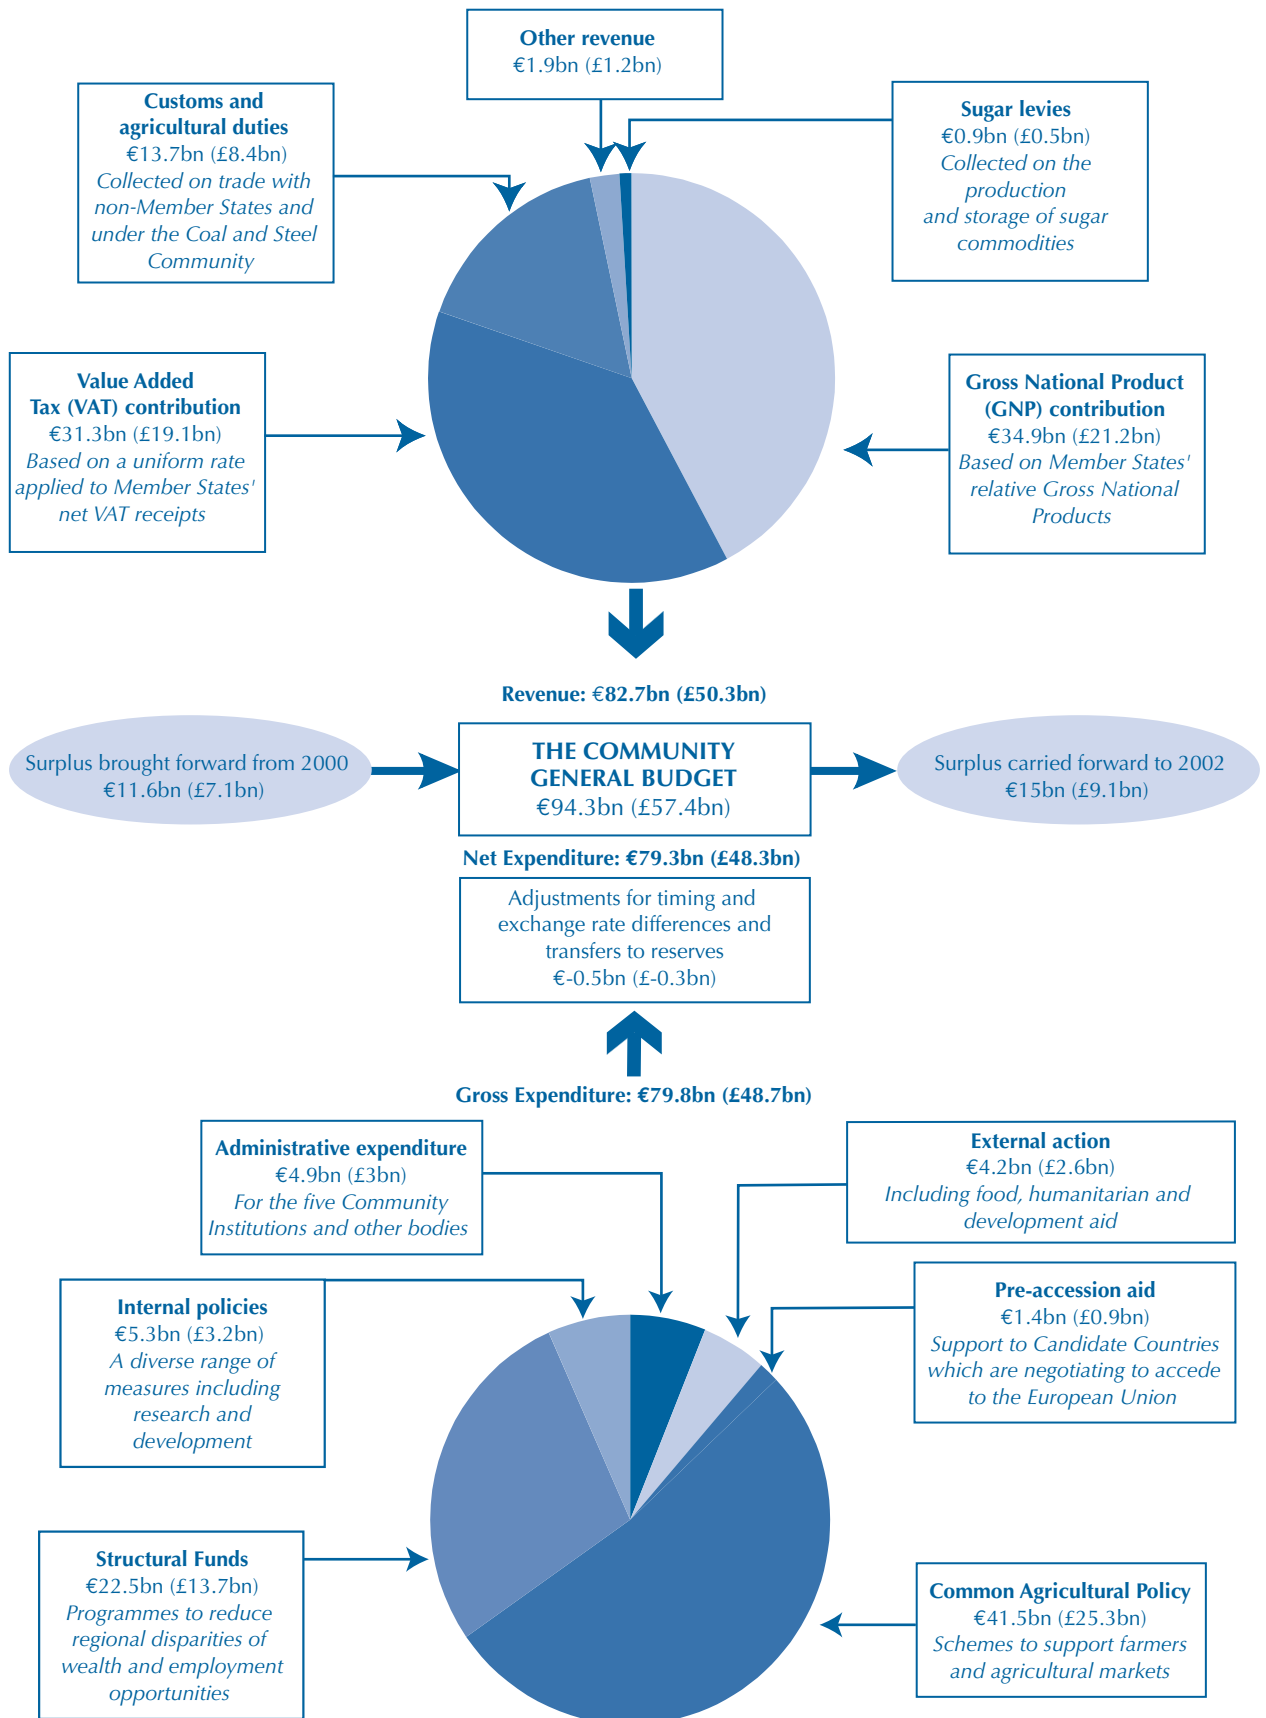 Other revenue
€1.9bn (£1.2bn)
Customs and
agricultural duties
€13.7bn (£8.4bn)
Collected on trade with
non-Member States and
under the Coal and Steel
Community
Sugar levies
€0.9bn (£0.5bn)
Collected on the
production
and storage of sugar
commodities
Value Added
Tax (VAT) contribution
€31.3bn (£19.1bn)
Based on a uniform rate
applied to Member States'
net VAT receipts
Gross National Product
(GNP) contribution
€34.9bn (£21.2bn)
Based on Member States'
relative Gross National
Products
Revenue: €82.7bn (£50.3bn)
Surplus brought forward from 2000
€11.6bn (£7.1bn)
THE COMMUNITY
GENERAL BUDGET
€94.3bn (£57.4bn)
Surplus carried forward to 2002
€15bn (£9.1bn)
Net Expenditure: €79.3bn (£48.3bn)
Adjustments for timing and
exchange rate differences and
transfers to reserves
€-0.5bn (£-0.3bn)
Gross Expenditure: €79.8bn (£48.7bn)
Administrative expenditure
€4.9bn (£3bn)
For the five Community
Institutions and other bodies
External action
€4.2bn (£2.6bn)
Including food, humanitarian and
development aid
Internal policies
€5.3bn (£3.2bn)
A diverse range of
measures including
research and
development
Pre-accession aid
€1.4bn (£0.9bn)
Support to Candidate Countries
which are negotiating to accede
to the European Union
Structural Funds
€22.5bn (£13.7bn)
Programmes to reduce
regional disparities of
wealth and employment
opportunities
Common Agricultural Policy
€41.5bn (£25.3bn)
Schemes to support farmers
and agricultural markets